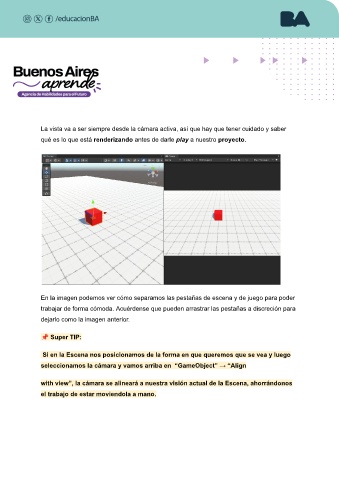 /educacionBA
BA
Buenos Aires
aprende
Agencia de Habilidades para el Futuro
La vista va a ser siempre desde la cámara activa, así que hay que tener cuidado y saber
qué es lo que está renderizando antes de darle play a nuestro proyecto.
En la imagen podemos ver cómo separamos las pestañas de escena y de juego para poder
trabajar de forma cómoda. Acuérdense que pueden arrastrar las pestañas a discreción para
dejarlo como la imagen anterior.
📌 Super TIP:
Si en la Escena nos posicionamos de la forma en que queremos que se vea y luego
seleccionamos la cámara y vamos arriba en “GameObject” → “Align
with view”, la cámara se alineará a nuestra visión actual de la Escena, ahorrándonos
el trabajo de estar moviendola a mano.